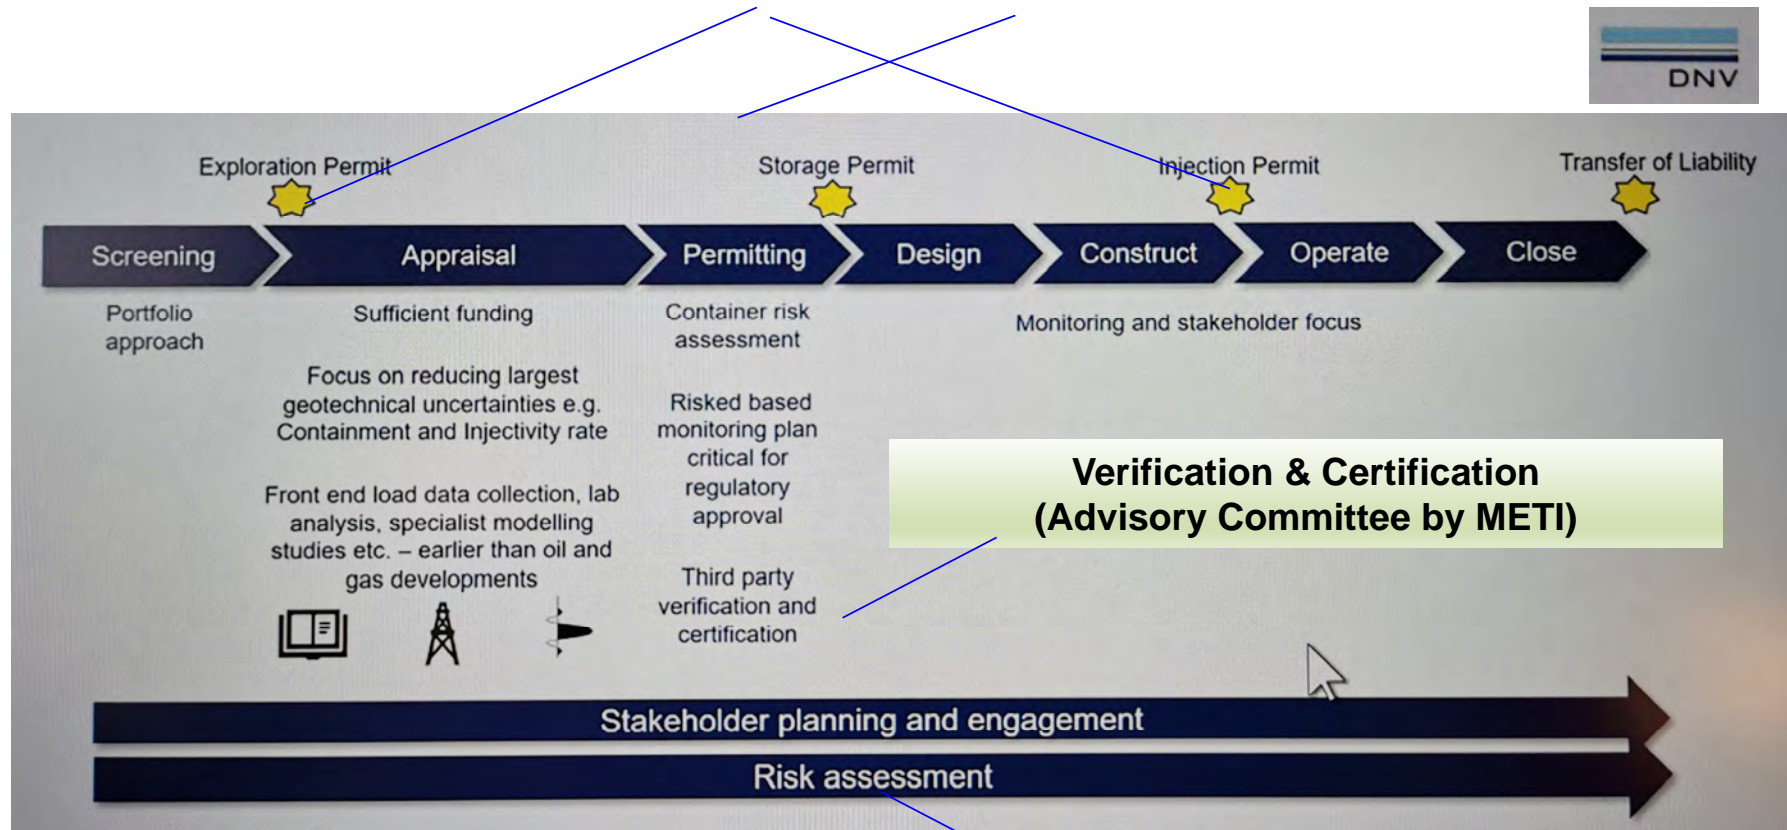 DNV
Exploration Permit
Storage Permit
Injection Permit
Transfer of Liability
Screening
Appraisal
Permitting
Design
Construct
Operate
Close
Portfolio
approach
Sufficient funding
Focus on reducing largest
geotechnical uncertainties e.g.
Containment and Injectivity rate
Front end load data collection, lab
analysis, specialist modelling
studies etc. – earlier than oil and
gas developments
Container risk
assessment
Risked based
monitoring plan
critical for
regulatory
approval
Third party
verification and
certification
Monitoring and stakeholder focus
Verification & Certification
(Advisory Committee by METI)
Stakeholder planning and engagement
Risk assessment